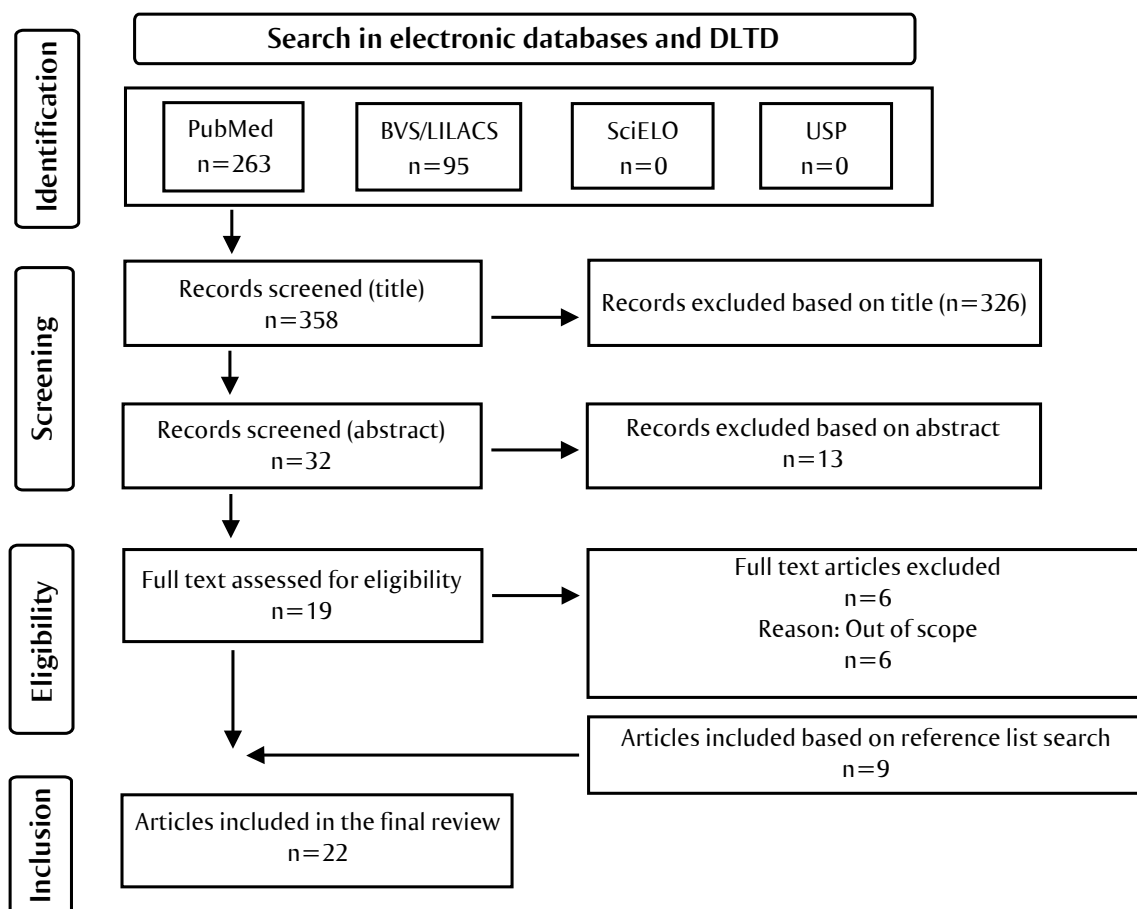 Identification
Search in electronic databases and DLTD
PubMed
n=263
BVS/LILACS
n=95
SciELO
n=0
USP
n=0
Screening
Records screened (title)
n=358
Records excluded based on title (n=326)
Records screened (abstract)
n=32
Records excluded based on abstract
n=13
Eligibility
Full text assessed for eligibility
n=19
Full text articles excluded
n=6
Reason: Out of scope
n=6
Articles included based on reference list search
n=9
Inclusion
Articles included in the final review
n=22